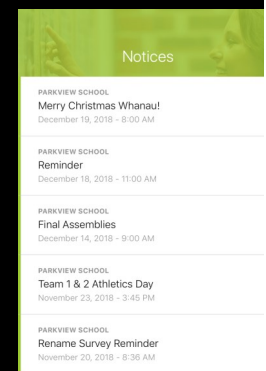 Notices
PARKVIEW SCHOOL
Merry Christmas Whanau!
December 19, 2018 - 8:00 AM
PARKVIEW SCHOOL
Reminder
December 18, 2018 - 11:00 AM
PARKVIEW SCHOOL
Final Assemblies
December 14, 2018 - 9:00 AM
PARKVIEW SCHOOL
Team 1 & 2 Athletics Day
November 23, 2018 - 3:45 PM
PARKVIEW SCHOOL
Rename Survey Reminder
November 20, 2018 - 8:36 AM